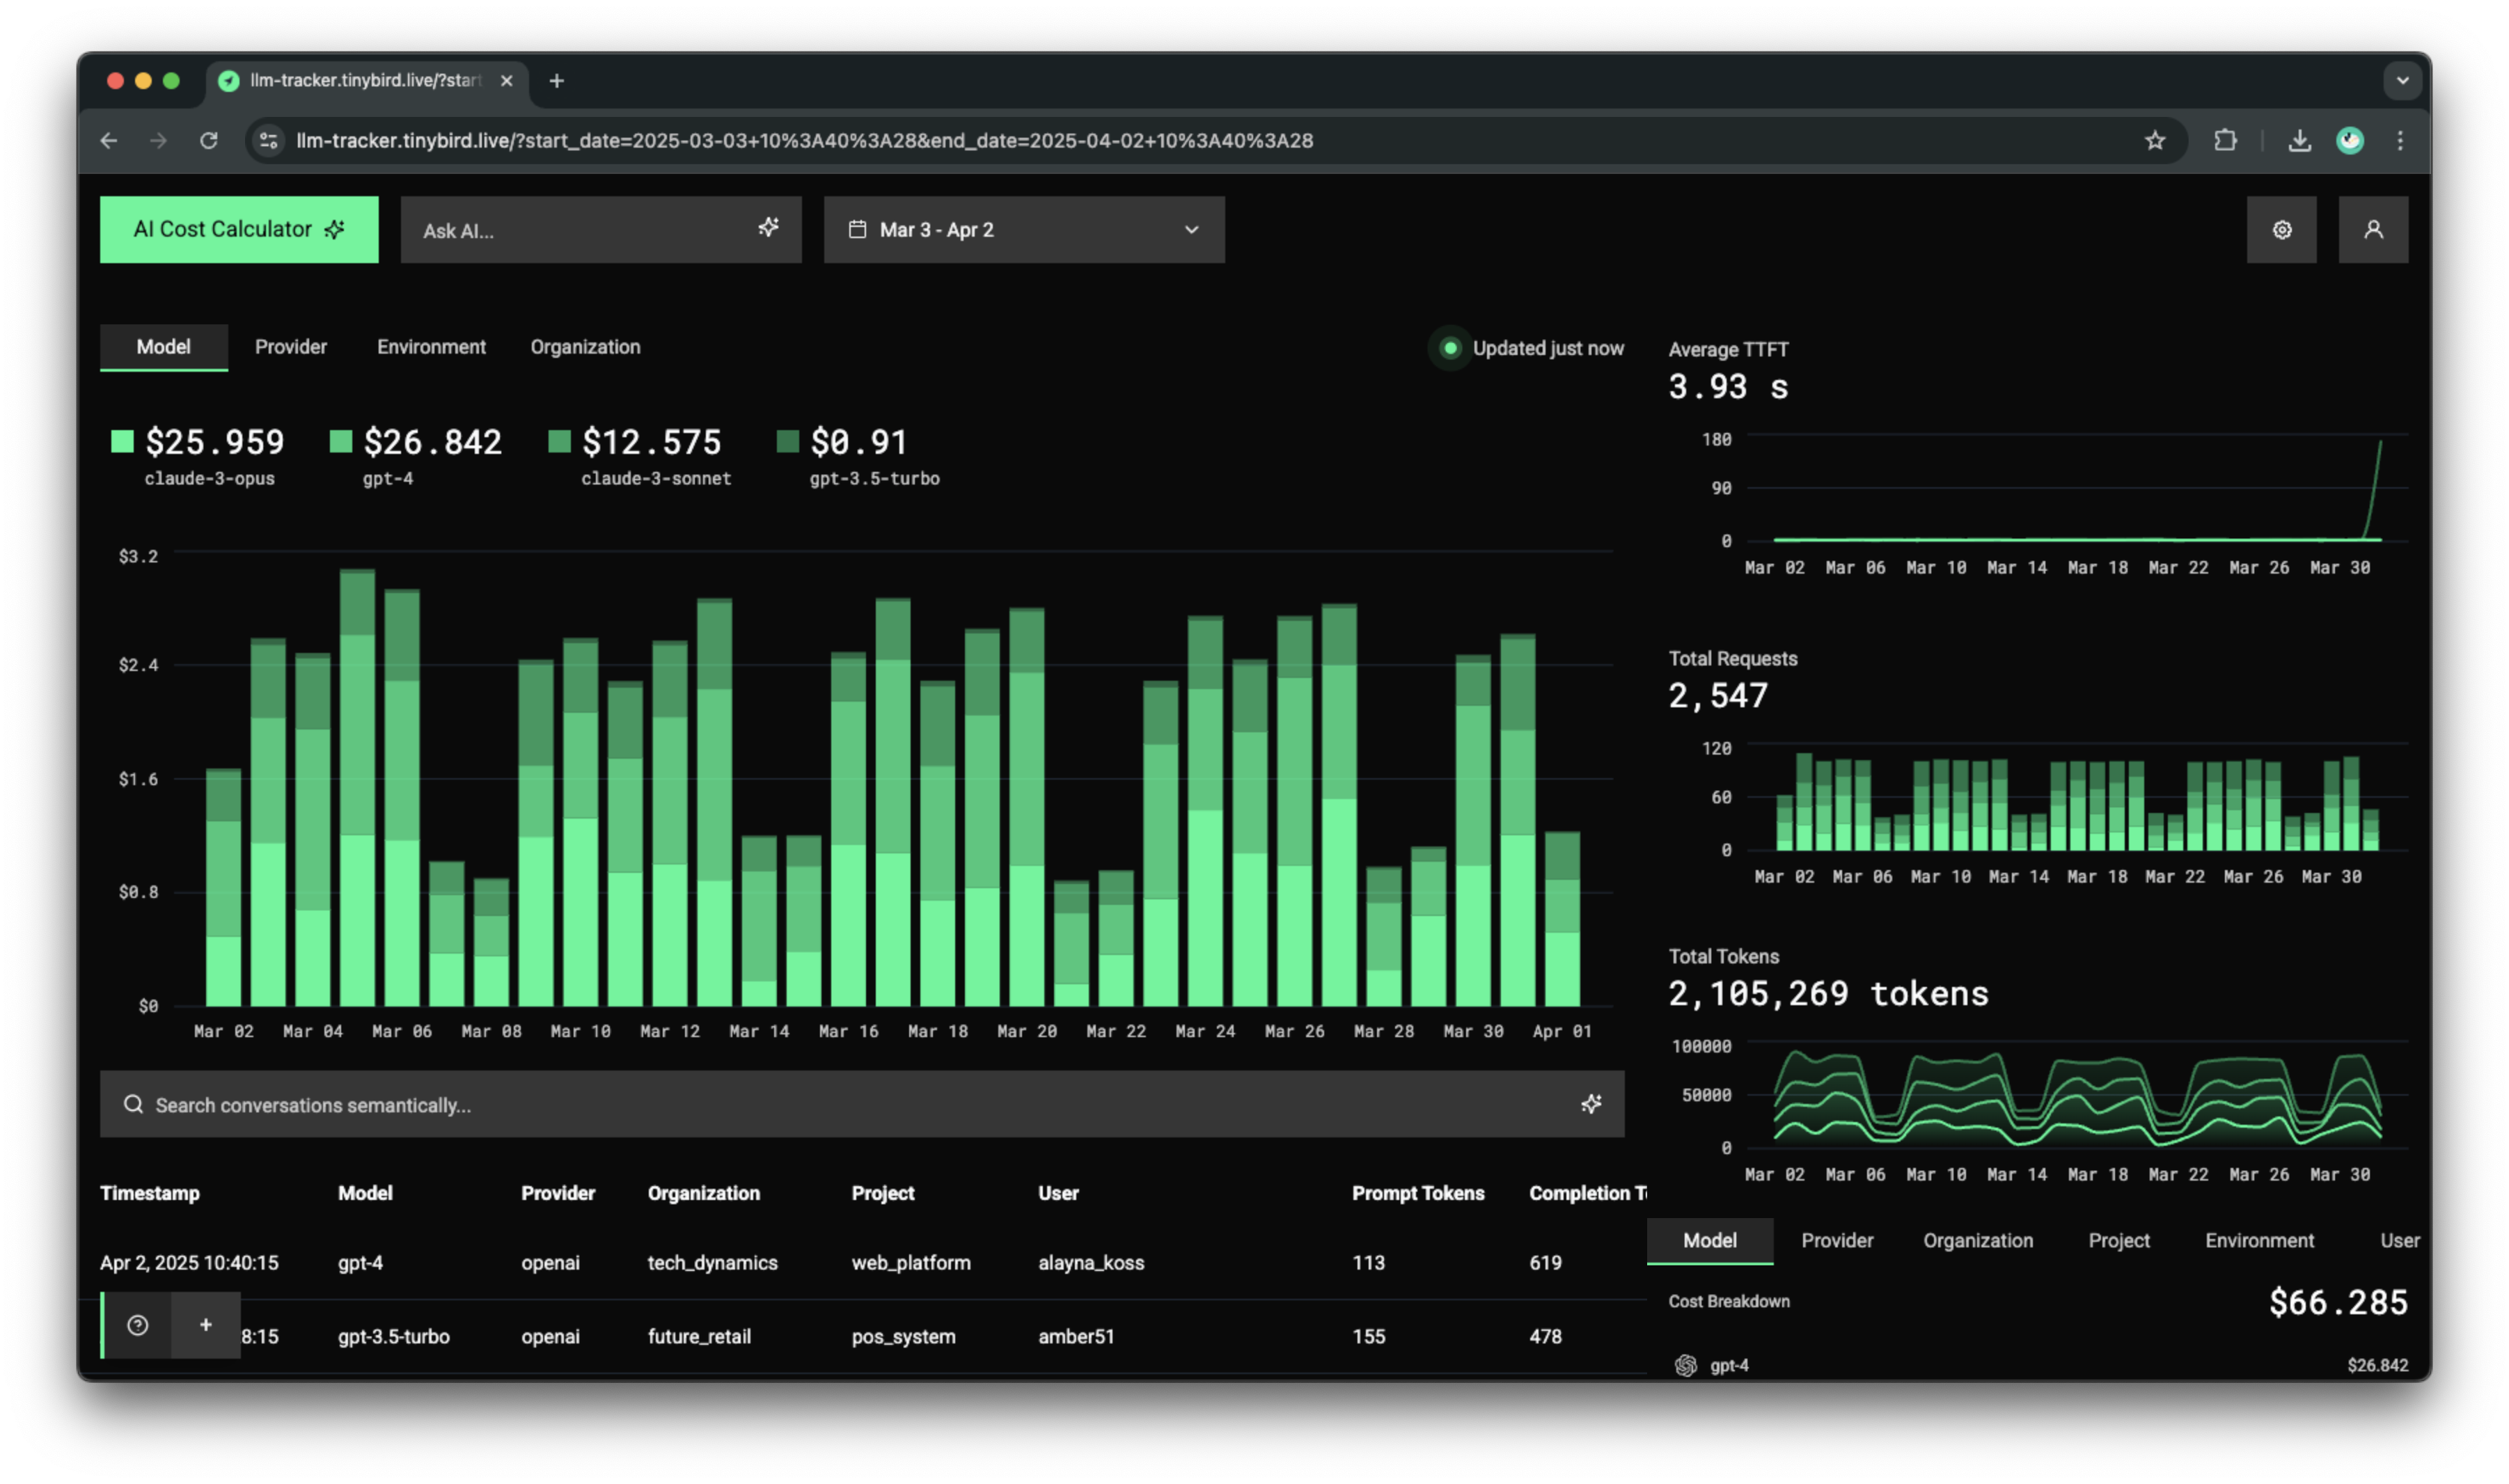 llm-tracker.tinybird.live/?start
llm-tracker.tinybird.live/?start_date=2025-03-03+10%3A40%3A28&end_date=2025-04-02+10%3A40%3A28
AI Cost Calculator
Ask AI...
Mar 3 - Apr 2
Model Provider Environment Organization
Updated just now
$25.959 $26.842 $12.575 $0.91
claude-3-opus gpt-4 claude-3-sonnet gpt-3.5-turbo
$3.2
$2.4
$1.6
$0.8
$0
Mar 02 Mar 04 Mar 06 Mar 08 Mar 10 Mar 12 Mar 14 Mar 16 Mar 18 Mar 20 Mar 22 Mar 24 Mar 26 Mar 28 Mar 30 Apr 01
Search conversations semantically...
Timestamp Model Provider Organization Project User Prompt Tokens Completion T
Apr 2, 2025 10:40:15 gpt-4 openai tech_dynamics web_platform alayna_koss 113 619
8:15 gpt-3.5-turbo openai future_retail pos_system amber51 155 478
Average TTFT
3.93 s
180
90
0
Mar 02 Mar 06 Mar 10 Mar 14 Mar 18 Mar 22 Mar 26 Mar 30
Total Requests
2,547
120
60
0
Mar 02 Mar 06 Mar 10 Mar 14 Mar 18 Mar 22 Mar 26 Mar 30
Total Tokens
2,105,269 tokens
100000
50000
0
Mar 02 Mar 06 Mar 10 Mar 14 Mar 18 Mar 22 Mar 26 Mar 30
Model Provider Organization Project Environment User
Cost Breakdown $66.285
gpt-4 $26.842